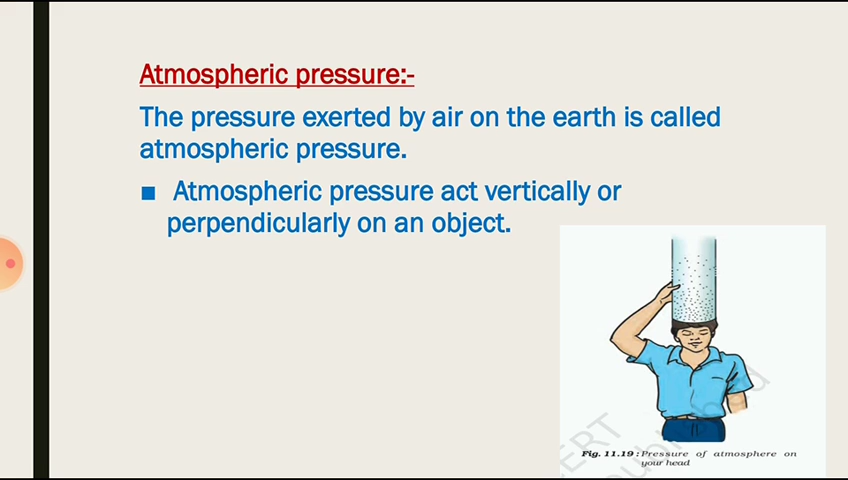 Atmospheric pressure:-
The pressure exerted by air on the earth is called
atmospheric pressure.
■ Atmospheric pressure act vertically or
perpendicularly on an object.
Fig. 11.19 : Pressure of atmosphere on
your head